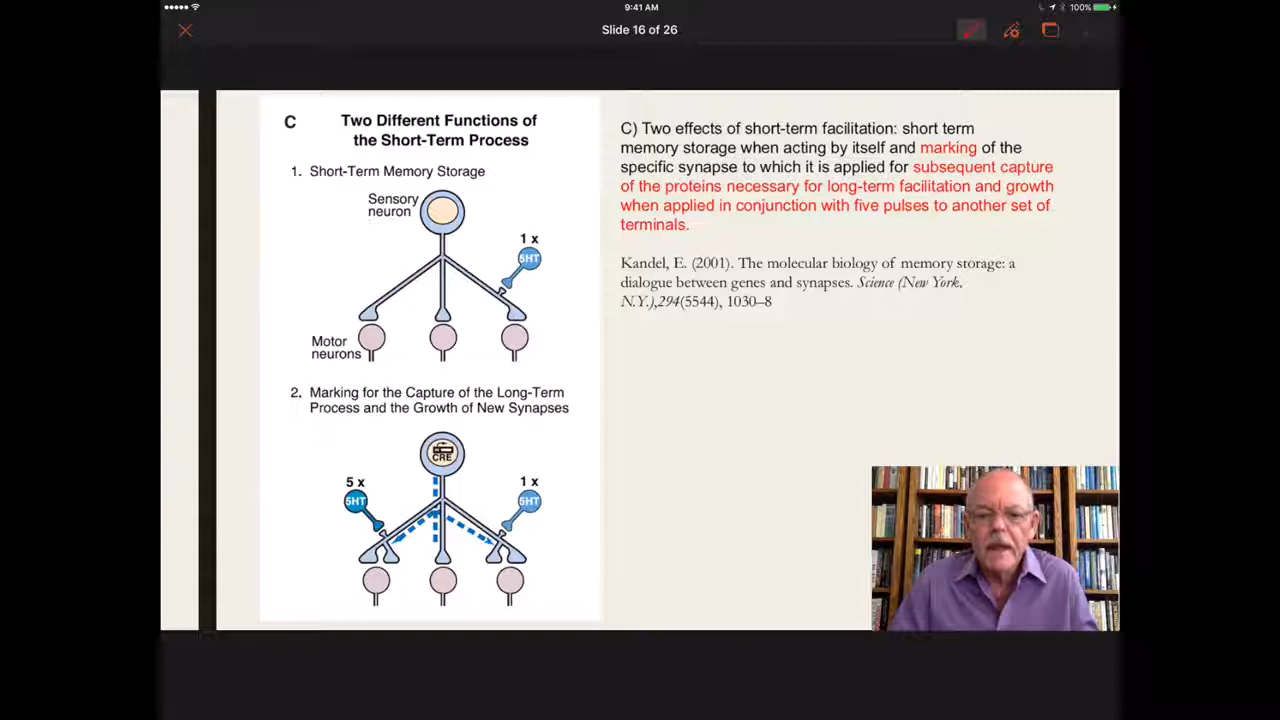 9:41 AM
100%
Slide 16 of 26
C
Two Different Functions of
the Short-Term Process
1. Short-Term Memory Storage
Sensory
neuron
1 x
5HT
Motor
neurons
2. Marking for the Capture of the Long-Term
Process and the Growth of New Synapses
CRE
5 x
5HT
1 x
5HT
C) Two effects of short-term facilitation: short term
memory storage when acting by itself and marking of the
specific synapse to which it is applied for subsequent capture
of the proteins necessary for long-term facilitation and growth
when applied in conjunction with five pulses to another set of
terminals.
Kandel, E. (2001). The molecular biology of memory storage: a
dialogue between genes and synapses. Science (New York,
N.Y.),294(5544), 1030–8